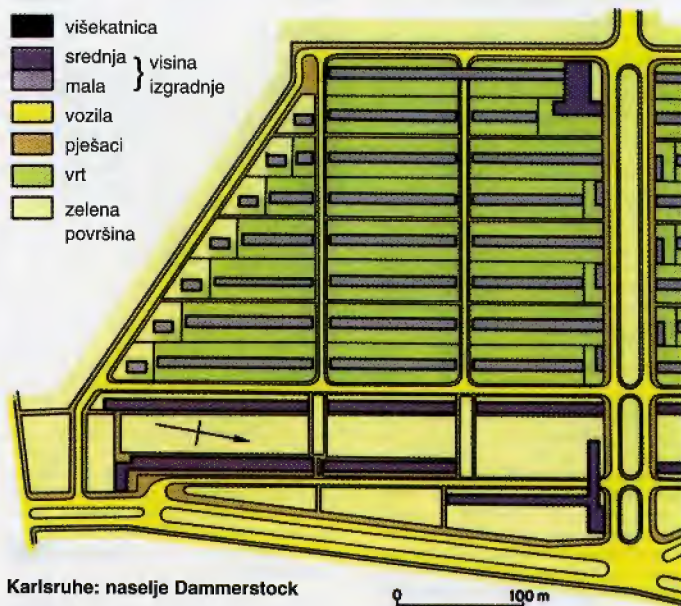 višekatnica
srednja
mala
} visina
izgradnje
vozila
pješaci
vrt
zelena
površina
Karlsruhe: naselje Dammerstock
0 100 m